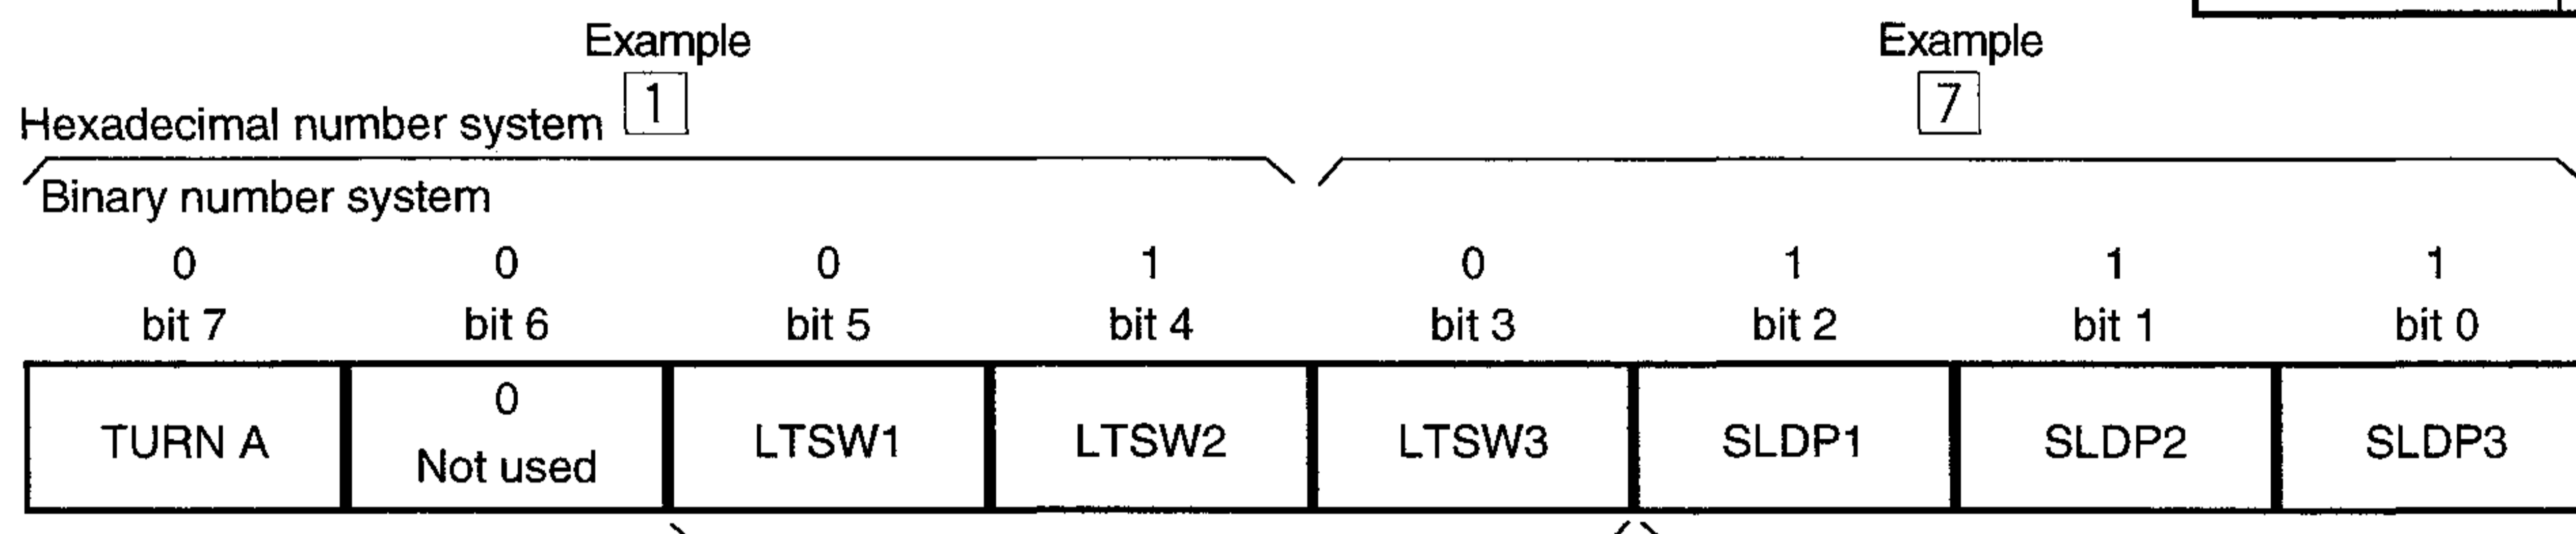 Example Example
Hexadecimal number system 1 7
Binary number system
0 0 0 1 0 1 1 1
bit 7 bit 6 bit 5 bit 4 bit 3 bit 2 bit 1 bit 0
TURN A 0 Not used LTSW1 LTSW2 LTSW3 SLDP1 SLDP2 SLDP3